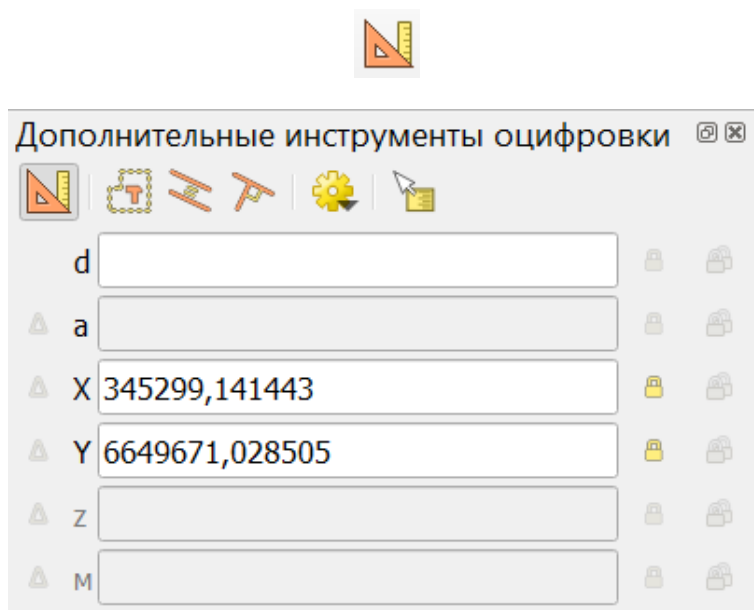 Дополнительные инструменты оцифровки
d
a
X 345299,141443
Y 6649671,028505
z
м